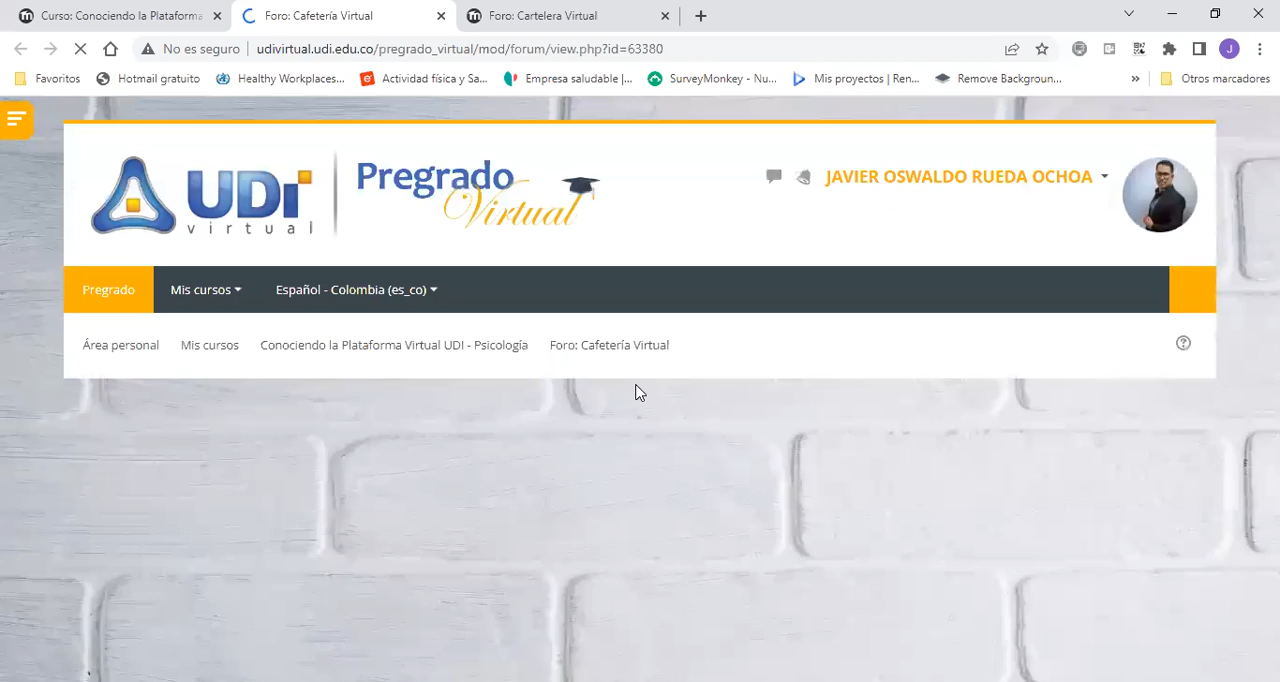 Curso: Conociendo la Plataforma
Foro: Cafetería Virtual
Foro: Cartelera Virtual
No es seguro
udivirtual.udi.edu.co/pregrado_virtual/mod/forum/view.php?id=63380
J
Favoritos
Hotmail gratuito
Healthy Workplaces...
Actividad física y Sa...
Empresa saludable |...
SurveyMonkey - Nu...
Mis proyectos | Ren...
Remove Backgroun...
»
Otros marcadores
UDi
virtual
Pregrado
Virtual
JAVIER OSWALDO RUEDA OCHOA
Pregrado
Mis cursos
Español - Colombia (es_co)
Área personal
Mis cursos
Conociendo la Plataforma Virtual UDI - Psicología
Foro: Cafetería Virtual